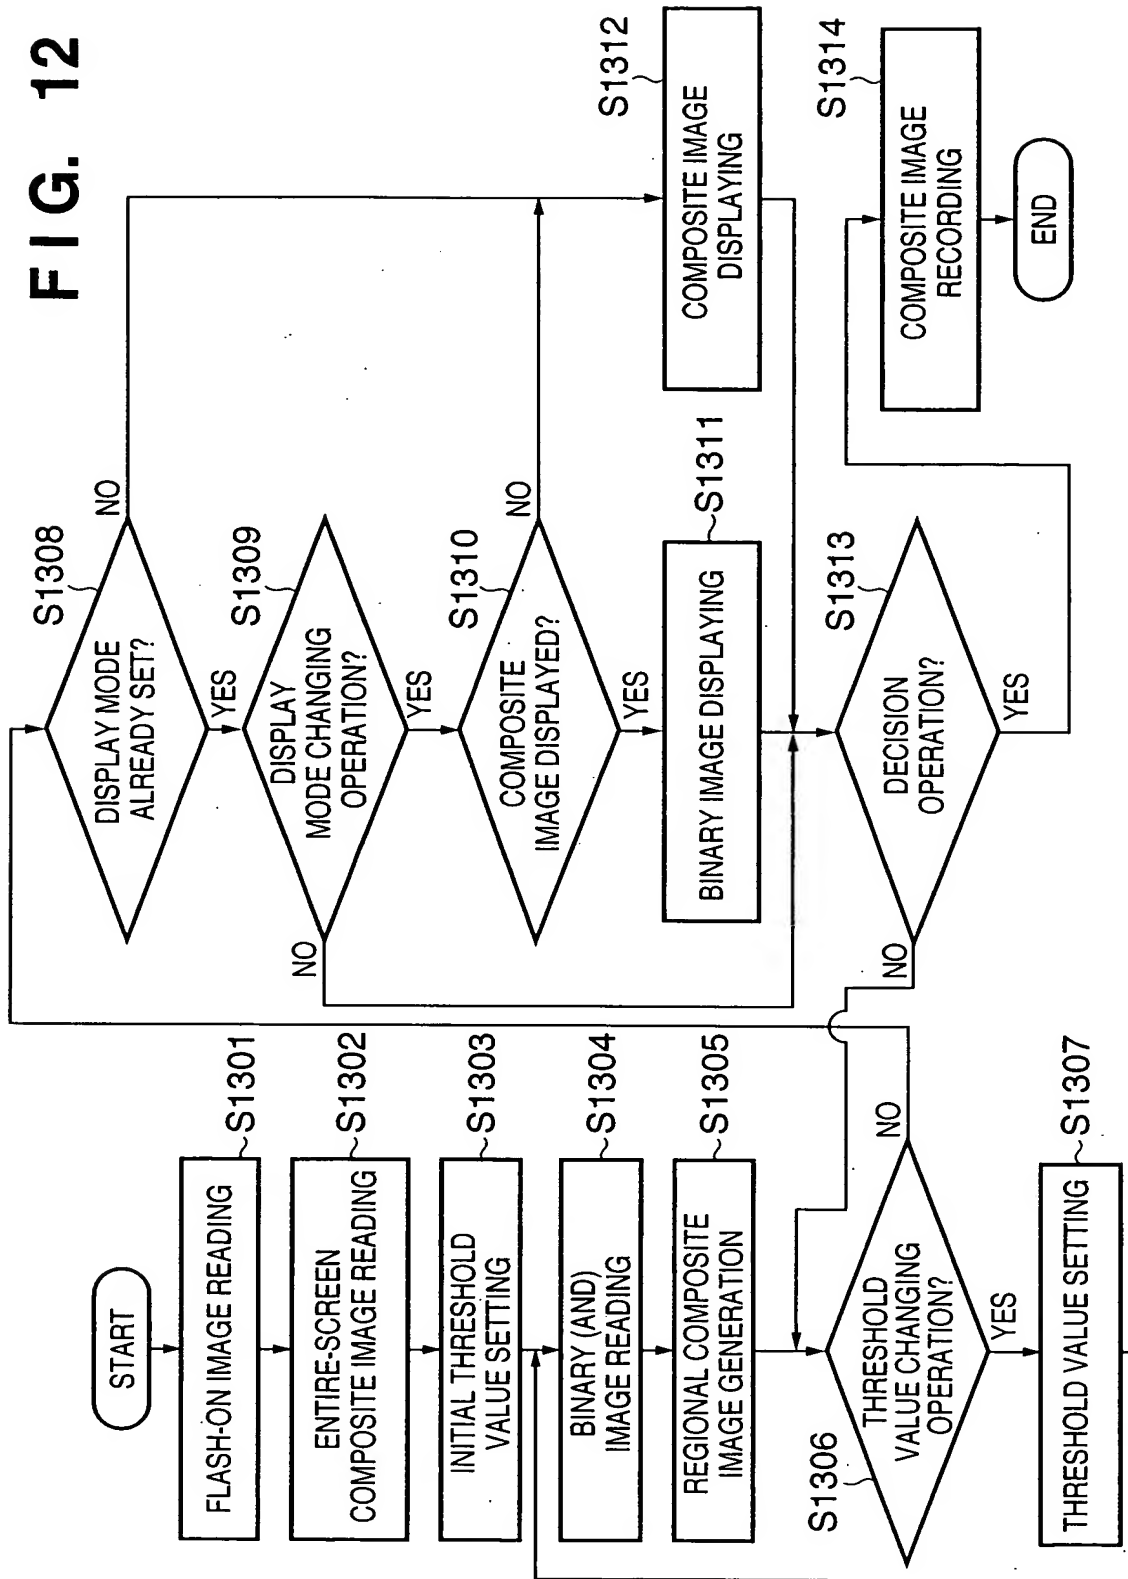 FIG. 12
START
FLASH-ON IMAGE READING
S1301
ENTIRE-SCREEN
COMPOSITE IMAGE READING
S1302
INITIAL THRESHOLD
VALUE SETTING
S1303
BINARY (AND)
IMAGE READING
S1304
REGIONAL COMPOSITE
IMAGE GENERATION
S1305
THRESHOLD
VALUE CHANGING
OPERATION?
S1306
NO
YES
THRESHOLD VALUE SETTING
S1307
DISPLAY MODE
ALREADY SET?
S1308
NO
YES
DISPLAY
MODE CHANGING
OPERATION?
S1309
NO
YES
COMPOSITE
IMAGE DISPLAYED?
S1310
NO
YES
BINARY IMAGE DISPLAYING
S1311
COMPOSITE IMAGE
DISPLAYING
S1312
DECISION
OPERATION?
S1313
NO
YES
COMPOSITE IMAGE
RECORDING
S1314
END